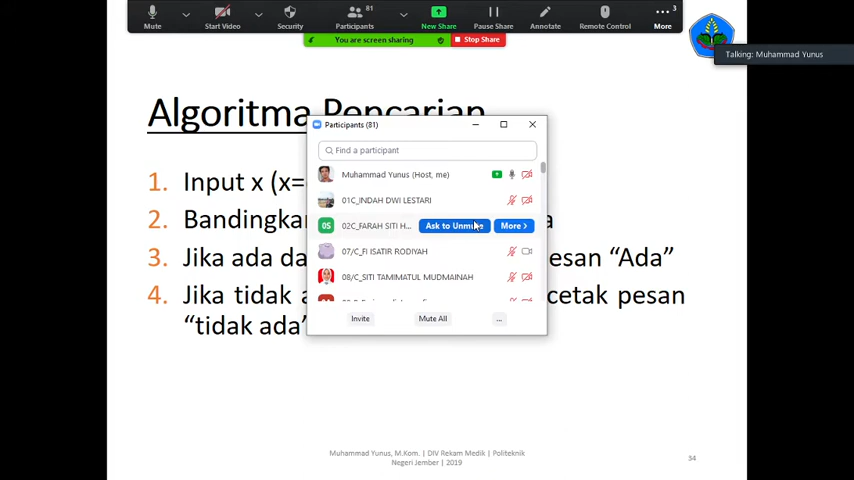 81
3
Mute
Start Video
Security
Participants
New Share
Pause Share
Annotate
Remote Control
More
You are screen sharing
Stop Share
Talking: Muhammad Yunus
Algoritma Pencarian
Participants (81)
Find a participant
Muhammad Yunus (Host, me)
01C_INDAH DWI LESTARI
02C_FARAH SITI H...
Ask to Unmute
More >
07/C_FI ISATIR RODIYAH
08/C_SITI TAMIMATUL MUDMAINAH
Invite
Mute All
...
1. Input x (x=
2. Bandingkan a
3. Jika ada da esan “Ada”
4. Jika tidak a cetak pesan
“tidak ada”
Muhammad Yunus, M.Kom. | DIV Rekam Medik | Politeknik
Negeri Jember | 2019
34